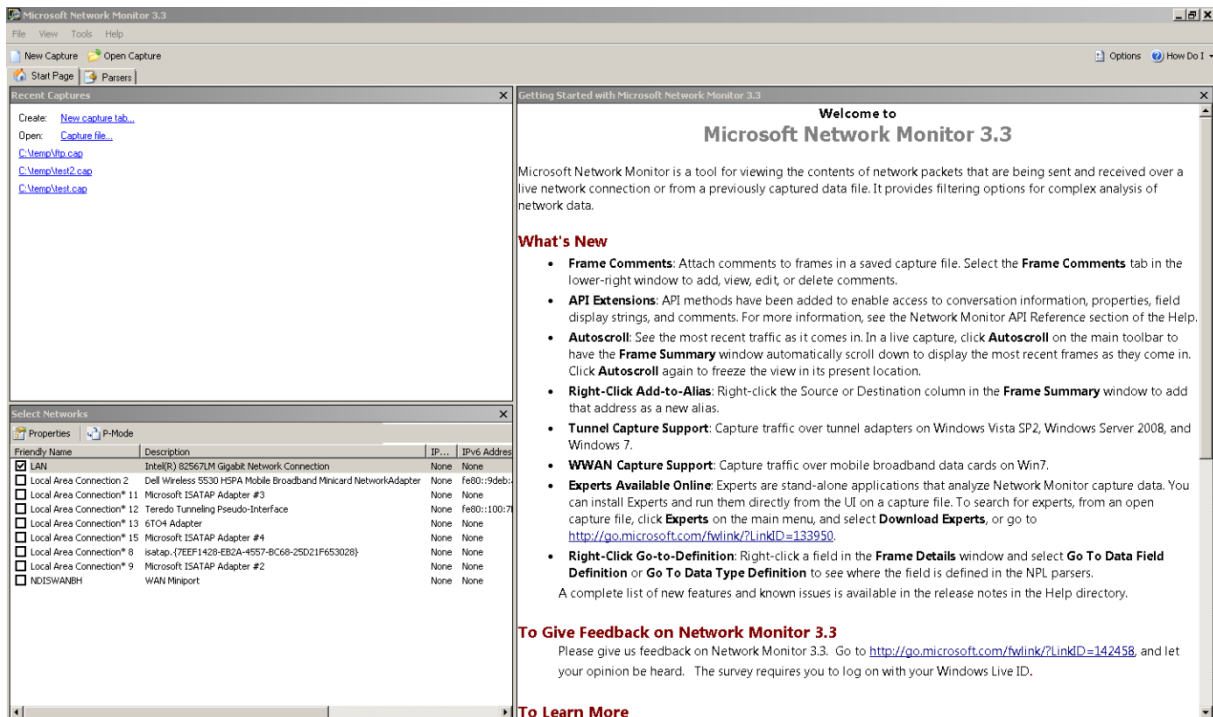 Microsoft Network Monitor 3.3
File View Tools Help
New Capture Open Capture
Options How Do I
Start Page Parsers
Recent Captures
Create: New capture tab...
Open: Capture file...
C:\temp\ftp.cap
C:\temp\test2.cap
C:\temp\test.cap
Select Networks
Properties P-Mode
Friendly Name Description IP... IPv6 Addres
LAN Intel(R) 82567LM Gigabit Network Connection None None
Local Area Connection 2 Dell Wireless 5530 HSPA Mobile Broadband Minicard NetworkAdapter None fe80::9deb:
Local Area Connection* 11 Microsoft ISATAP Adapter #3 None None
Local Area Connection* 12 Teredo Tunneling Pseudo-Interface None fe80::100:7
Local Area Connection* 13 6TO4 Adapter None None
Local Area Connection* 15 Microsoft ISATAP Adapter #4 None None
Local Area Connection* 8 isatap.{7EEF1428-EB2A-4557-BC68-25D21F653028} None None
Local Area Connection* 9 Microsoft ISATAP Adapter #2 None None
NDISWANBH WAN Miniport None None
Getting Started with Microsoft Network Monitor 3.3
Welcome to
Microsoft Network Monitor 3.3
Microsoft Network Monitor is a tool for viewing the contents of network packets that are being sent and received over a
live network connection or from a previously captured data file. It provides filtering options for complex analysis of
network data.
What's New
• Frame Comments: Attach comments to frames in a saved capture file. Select the Frame Comments tab in the
lower-right window to add, view, edit, or delete comments.
• API Extensions: API methods have been added to enable access to conversation information, properties, field
display strings, and comments. For more information, see the Network Monitor API Reference section of the Help.
• Autoscroll: See the most recent traffic as it comes in. In a live capture, click Autoscroll on the main toolbar to
have the Frame Summary window automatically scroll down to display the most recent frames as they come in.
Click Autoscroll again to freeze the view in its present location.
• Right-Click Add-to-Alias: Right-click the Source or Destination column in the Frame Summary window to add
that address as a new alias.
• Tunnel Capture Support: Capture traffic over tunnel adapters on Windows Vista SP2, Windows Server 2008, and
Windows 7.
• WWAN Capture Support: Capture traffic over mobile broadband data cards on Win7.
• Experts Available Online: Experts are stand-alone applications that analyze Network Monitor capture data. You
can install Experts and run them directly from the UI on a capture file. To search for experts, from an open
capture file, click Experts on the main menu, and select Download Experts, or go to
http://go.microsoft.com/fwlink/?LinkID=133950.
• Right-Click Go-to-Definition: Right-click a field in the Frame Details window and select Go To Data Field
Definition or Go To Data Type Definition to see where the field is defined in the NPL parsers.
A complete list of new features and known issues is available in the release notes in the Help directory.
To Give Feedback on Network Monitor 3.3
Please give us feedback on Network Monitor 3.3. Go to http://go.microsoft.com/fwlink/?LinkID=142458, and let
your opinion be heard. The survey requires you to log on with your Windows Live ID.
To Learn More